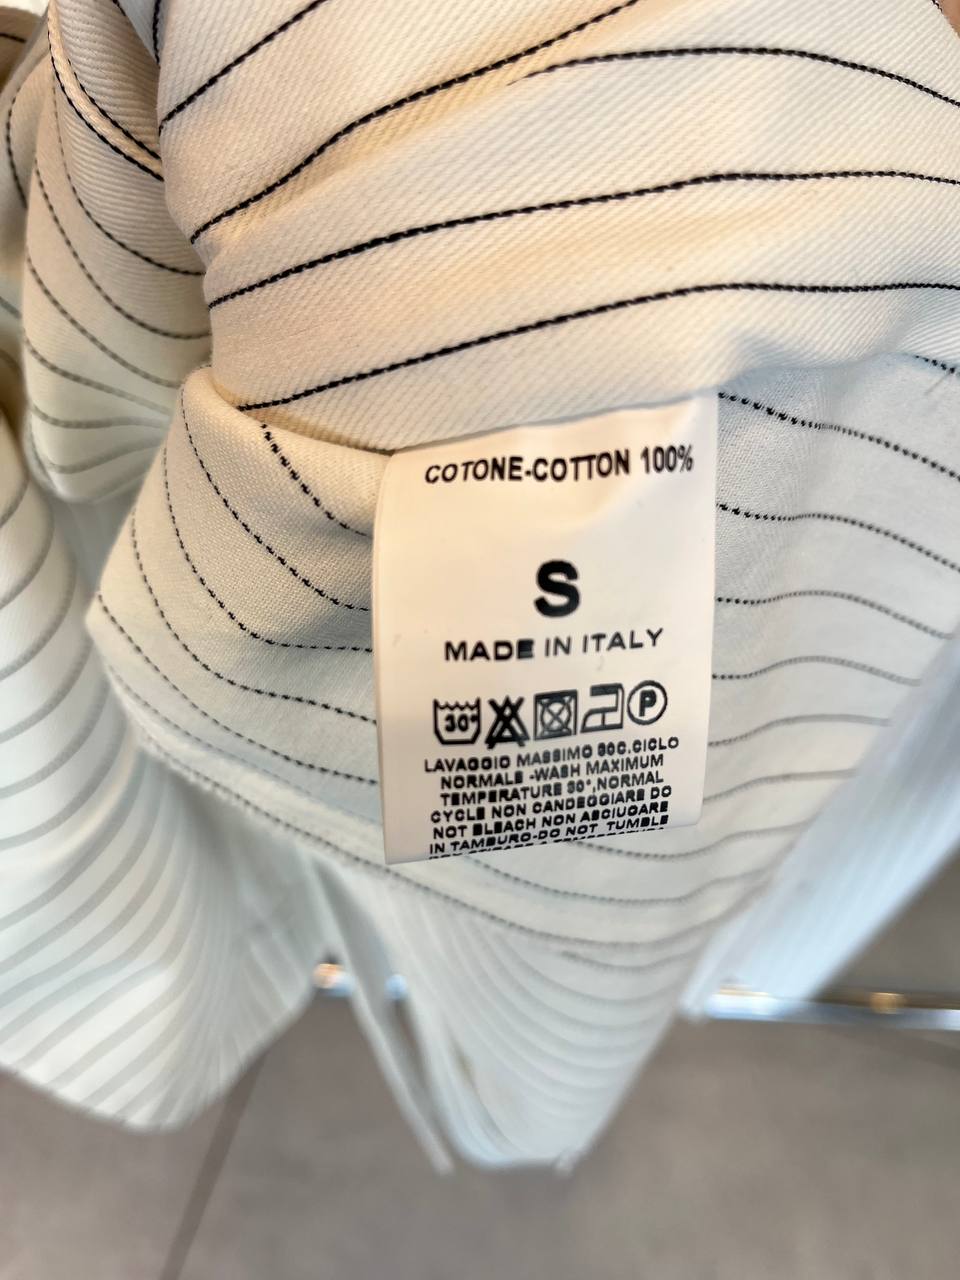 COTONE-COTTON 100%
S
MADE IN ITALY
30° P
LAVAGGIO MASSIMO 30C.CICLO
NORMALE -WASH MAXIMUM
TEMPERATURE 30°,NORMAL
CYCLE NON CANDEGGIARE DO
NOT BLEACH NON ASCIUGARE
IN TAMBURO-DO NOT TUMBLE